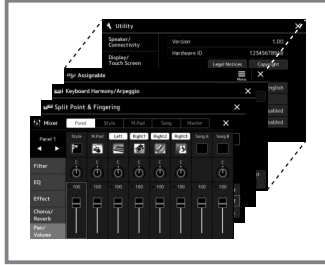 Utility
Speaker/
Connectivity
Version 1.00
Hardware ID
Display/
Touch Screen
Legal Notices Copyright
Assignable
Menu
English
Keyboard Harmony/Arpeggio
Split Point & Fingering
Mixer Panel Style M.Pad Song Master
Panel 1 Style M.Pad Left Right1 Right2 Right3 Song A Song B
Filter
C C C C C C
EQ
100 100 100 100 100 100
Effect
Chorus/
Reverb
Pan/
Volume